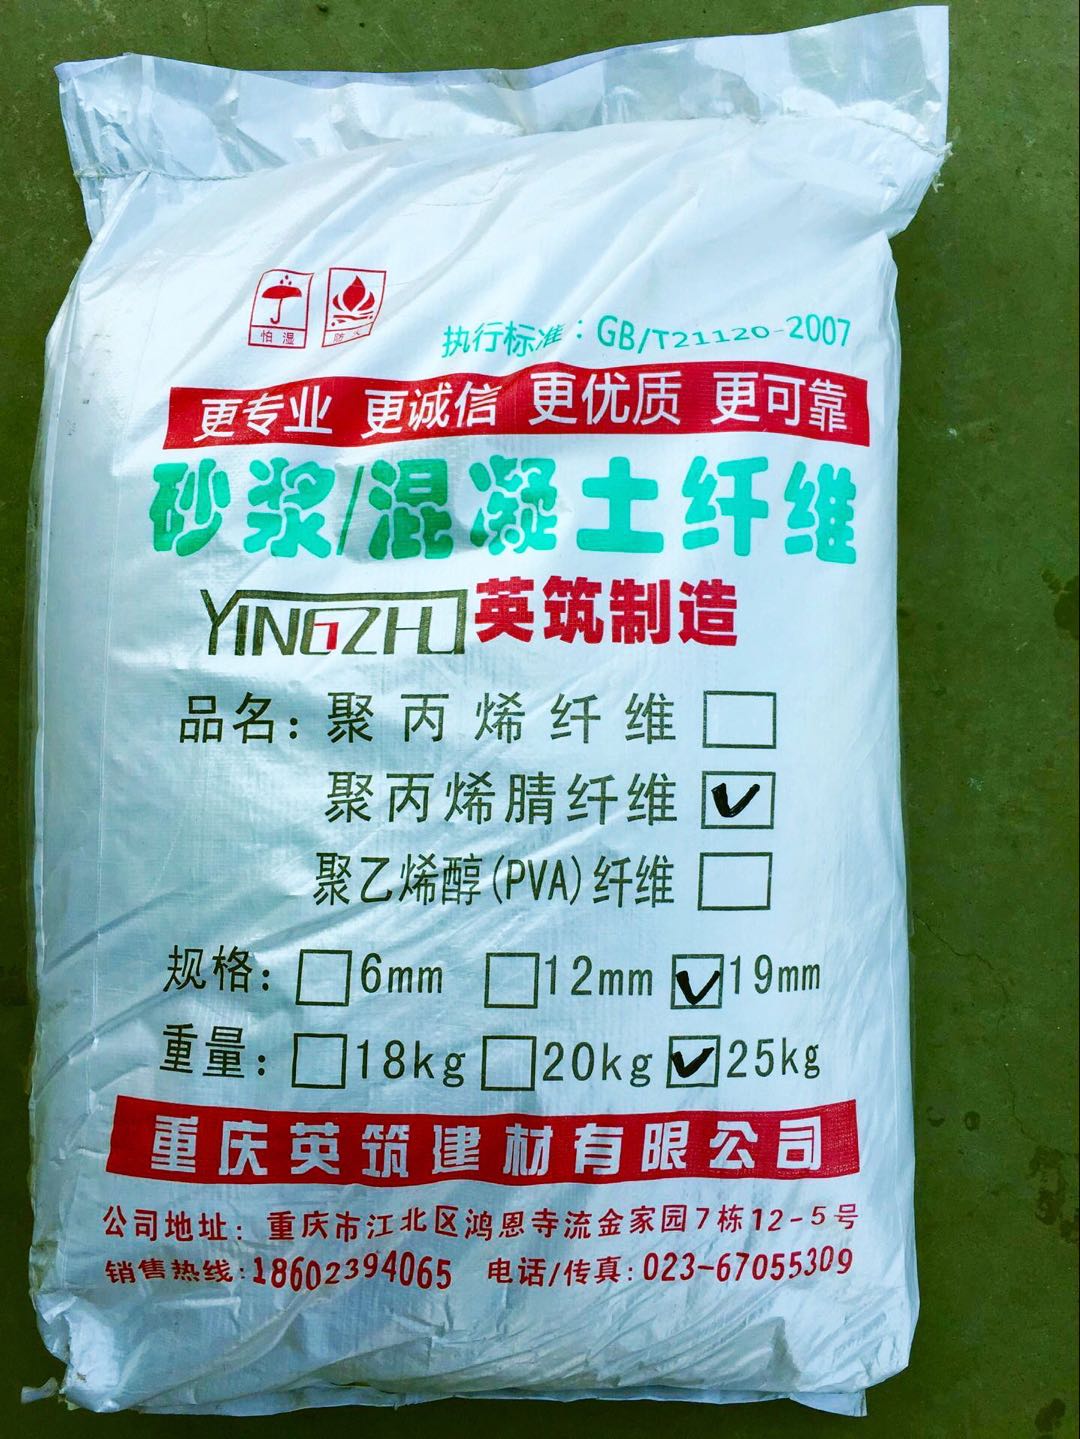 怕湿
防火
执行标准：GB/T21120-2007
更专业 更诚信 更优质 更可靠
砂浆/混凝土纤维
YINGZHU 英筑制造
品名：聚丙烯纤维
聚丙烯腈纤维
聚乙烯醇(PVA)纤维
规格：6mm 12mm 19mm
重量：18kg 20kg 25kg
重庆英筑建材有限公司
公司地址：重庆市江北区鸿恩寺流金家园7栋12-5号
销售热线:18602394065 电话/传真:023-67055309